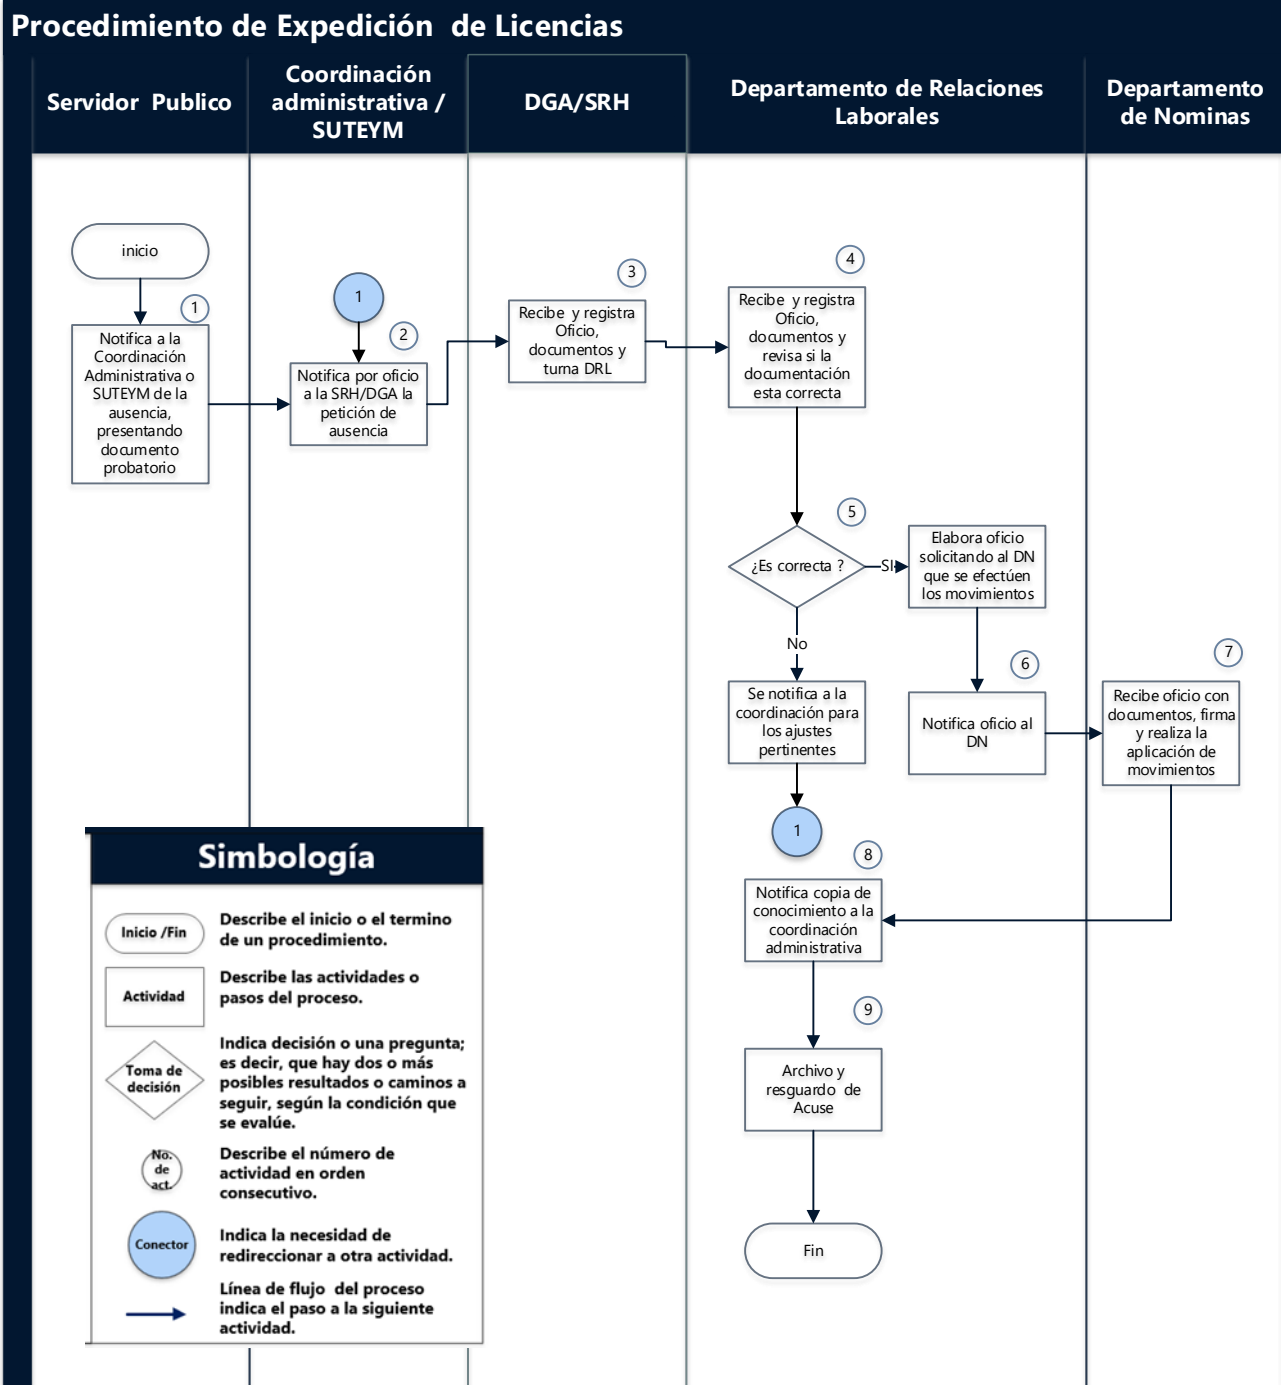 Procedimiento de Expedición  de Licencias
Servidor  Publico
Coordinación
administrativa /
SUTEYM
DGA/SRH
Departamento de Relaciones
Laborales
Departamento
de Nominas
inicio
1
Notifica a la
Coordinación
Administrativa o
SUTEYM de la
ausencia,
presentando
documento
probatorio
1
2
Notifica por oficio
a la SRH/DGA la
petición de
ausencia
3
Recibe  y registra
Oficio,
documentos y
turna DRL
4
Recibe  y registra
Oficio,
documentos y
revisa si la
documentación
esta correcta
5
¿Es correcta ?
SI
Elabora oficio
solicitando al DN
que se efectúen
los movimientos
No
Se notifica a la
coordinación para
los ajustes
pertinentes
1
6
Notifica oficio al
DN
7
Recibe oficio con
documentos, firma
y realiza la
aplicación de
movimientos
8
Notifica copia de
conocimiento a la
coordinación
administrativa
9
Archivo y
resguardo  de
Acuse
Fin
Simbología
Inicio /Fin
Describe el inicio o el termino
de un procedimiento.
Actividad
Describe las actividades o
pasos del proceso.
Toma de
decisión
Indica decisión o una pregunta;
es decir, que hay dos o más
posibles resultados o caminos a
seguir, según la condición que
se evalúe.
No.
de
act.
Describe el número de
actividad en orden
consecutivo.
Conector
Indica la necesidad de
redireccionar a otra actividad.
Línea de flujo  del proceso
indica el paso a la siguiente
actividad.